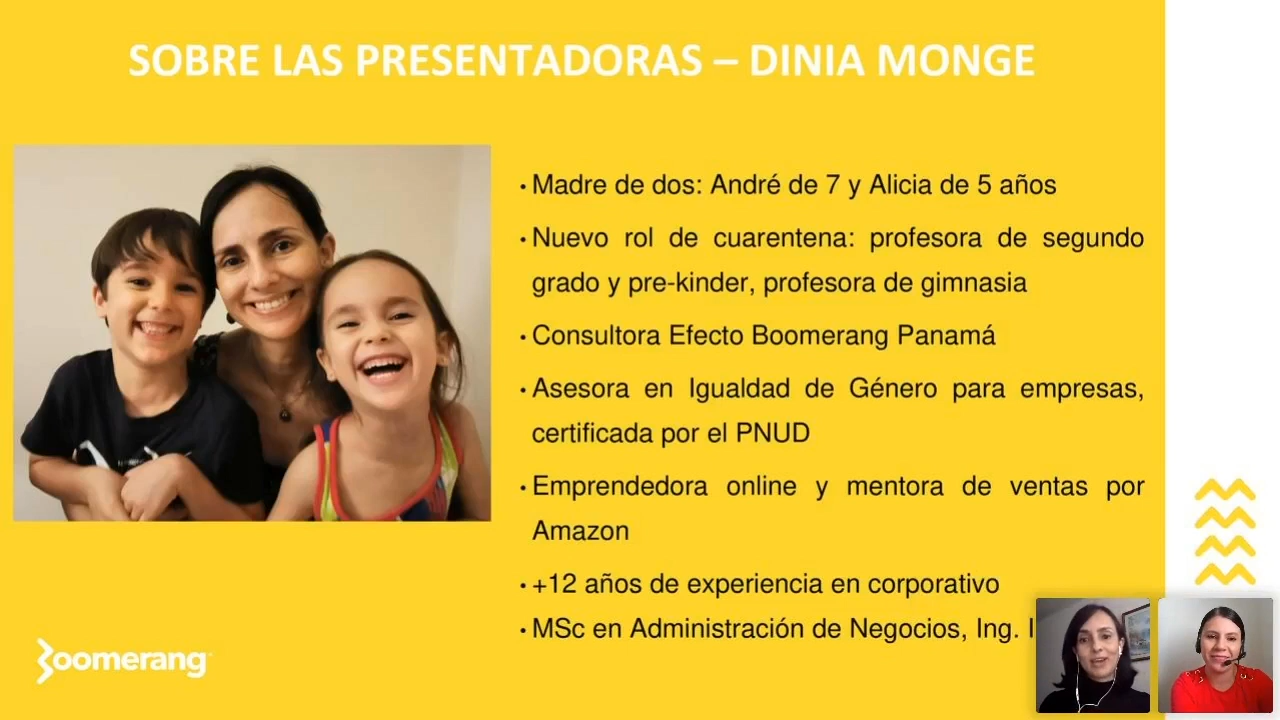 SOBRE LAS PRESENTADORAS – DINIA MONGE
• Madre de dos: André de 7 y Alicia de 5 años
• Nuevo rol de cuarentena: profesora de segundo
grado y pre-kinder, profesora de gimnasia
• Consultora Efecto Boomerang Panamá
• Asesora en Igualdad de Género para empresas,
certificada por el PNUD
• Emprendedora online y mentora de ventas por
Amazon
• +12 años de experiencia en corporativo
• MSc en Administración de Negocios, Ing.
Boomerang